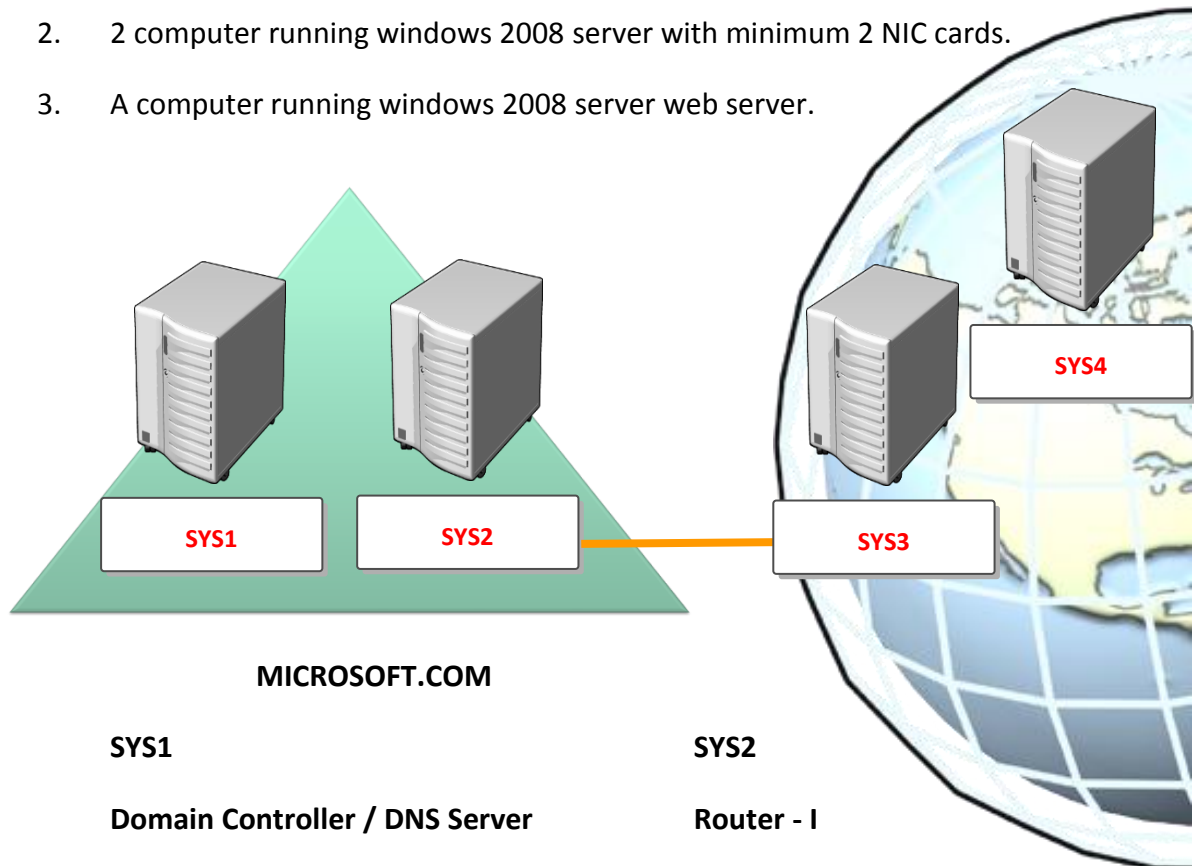 2. 2 computer running windows 2008 server with minimum 2 NIC cards.
3. A computer running windows 2008 server web server.
SYS4
SYS1
SYS2
SYS3
MICROSOFT.COM
SYS1 SYS2
Domain Controller / DNS Server Router - I